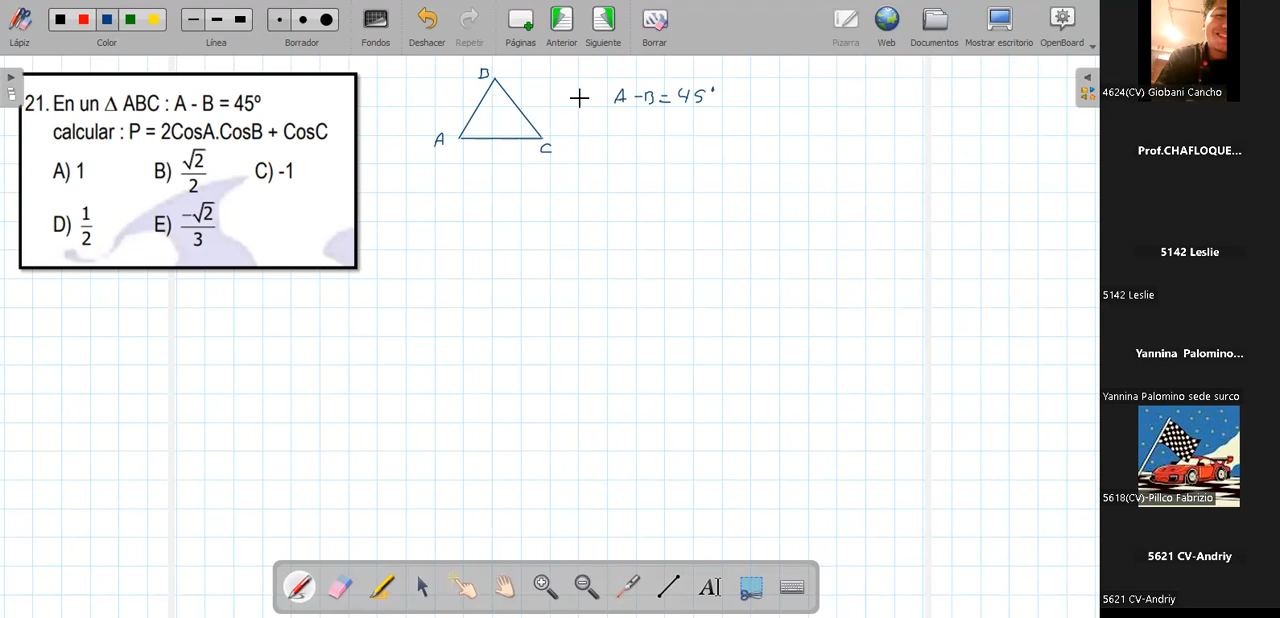 Lápiz
Color
Línea
Borrador
Fondos
Deshacer
Repetir
Páginas
Anterior
Siguiente
Borrar
Pizarra
Web
Documentos
Mostrar escritorio
OpenBoard
21. En un Δ ABC : A - B = 45º
calcular : P = 2CosA.CosB + CosC
A) 1 B) √2/2 C) -1
D) 1/2 E) -√2/3
B
A
C
A - B = 45°
4624(CV) Giobani Cancho
Prof.CHAFLOQUE...
5142 Leslie
5142 Leslie
Yannina Palomino...
Yannina Palomino sede surco
5618(CV)-Pillco Fabrizio
5621 CV-Andriy
5621 CV-Andriy